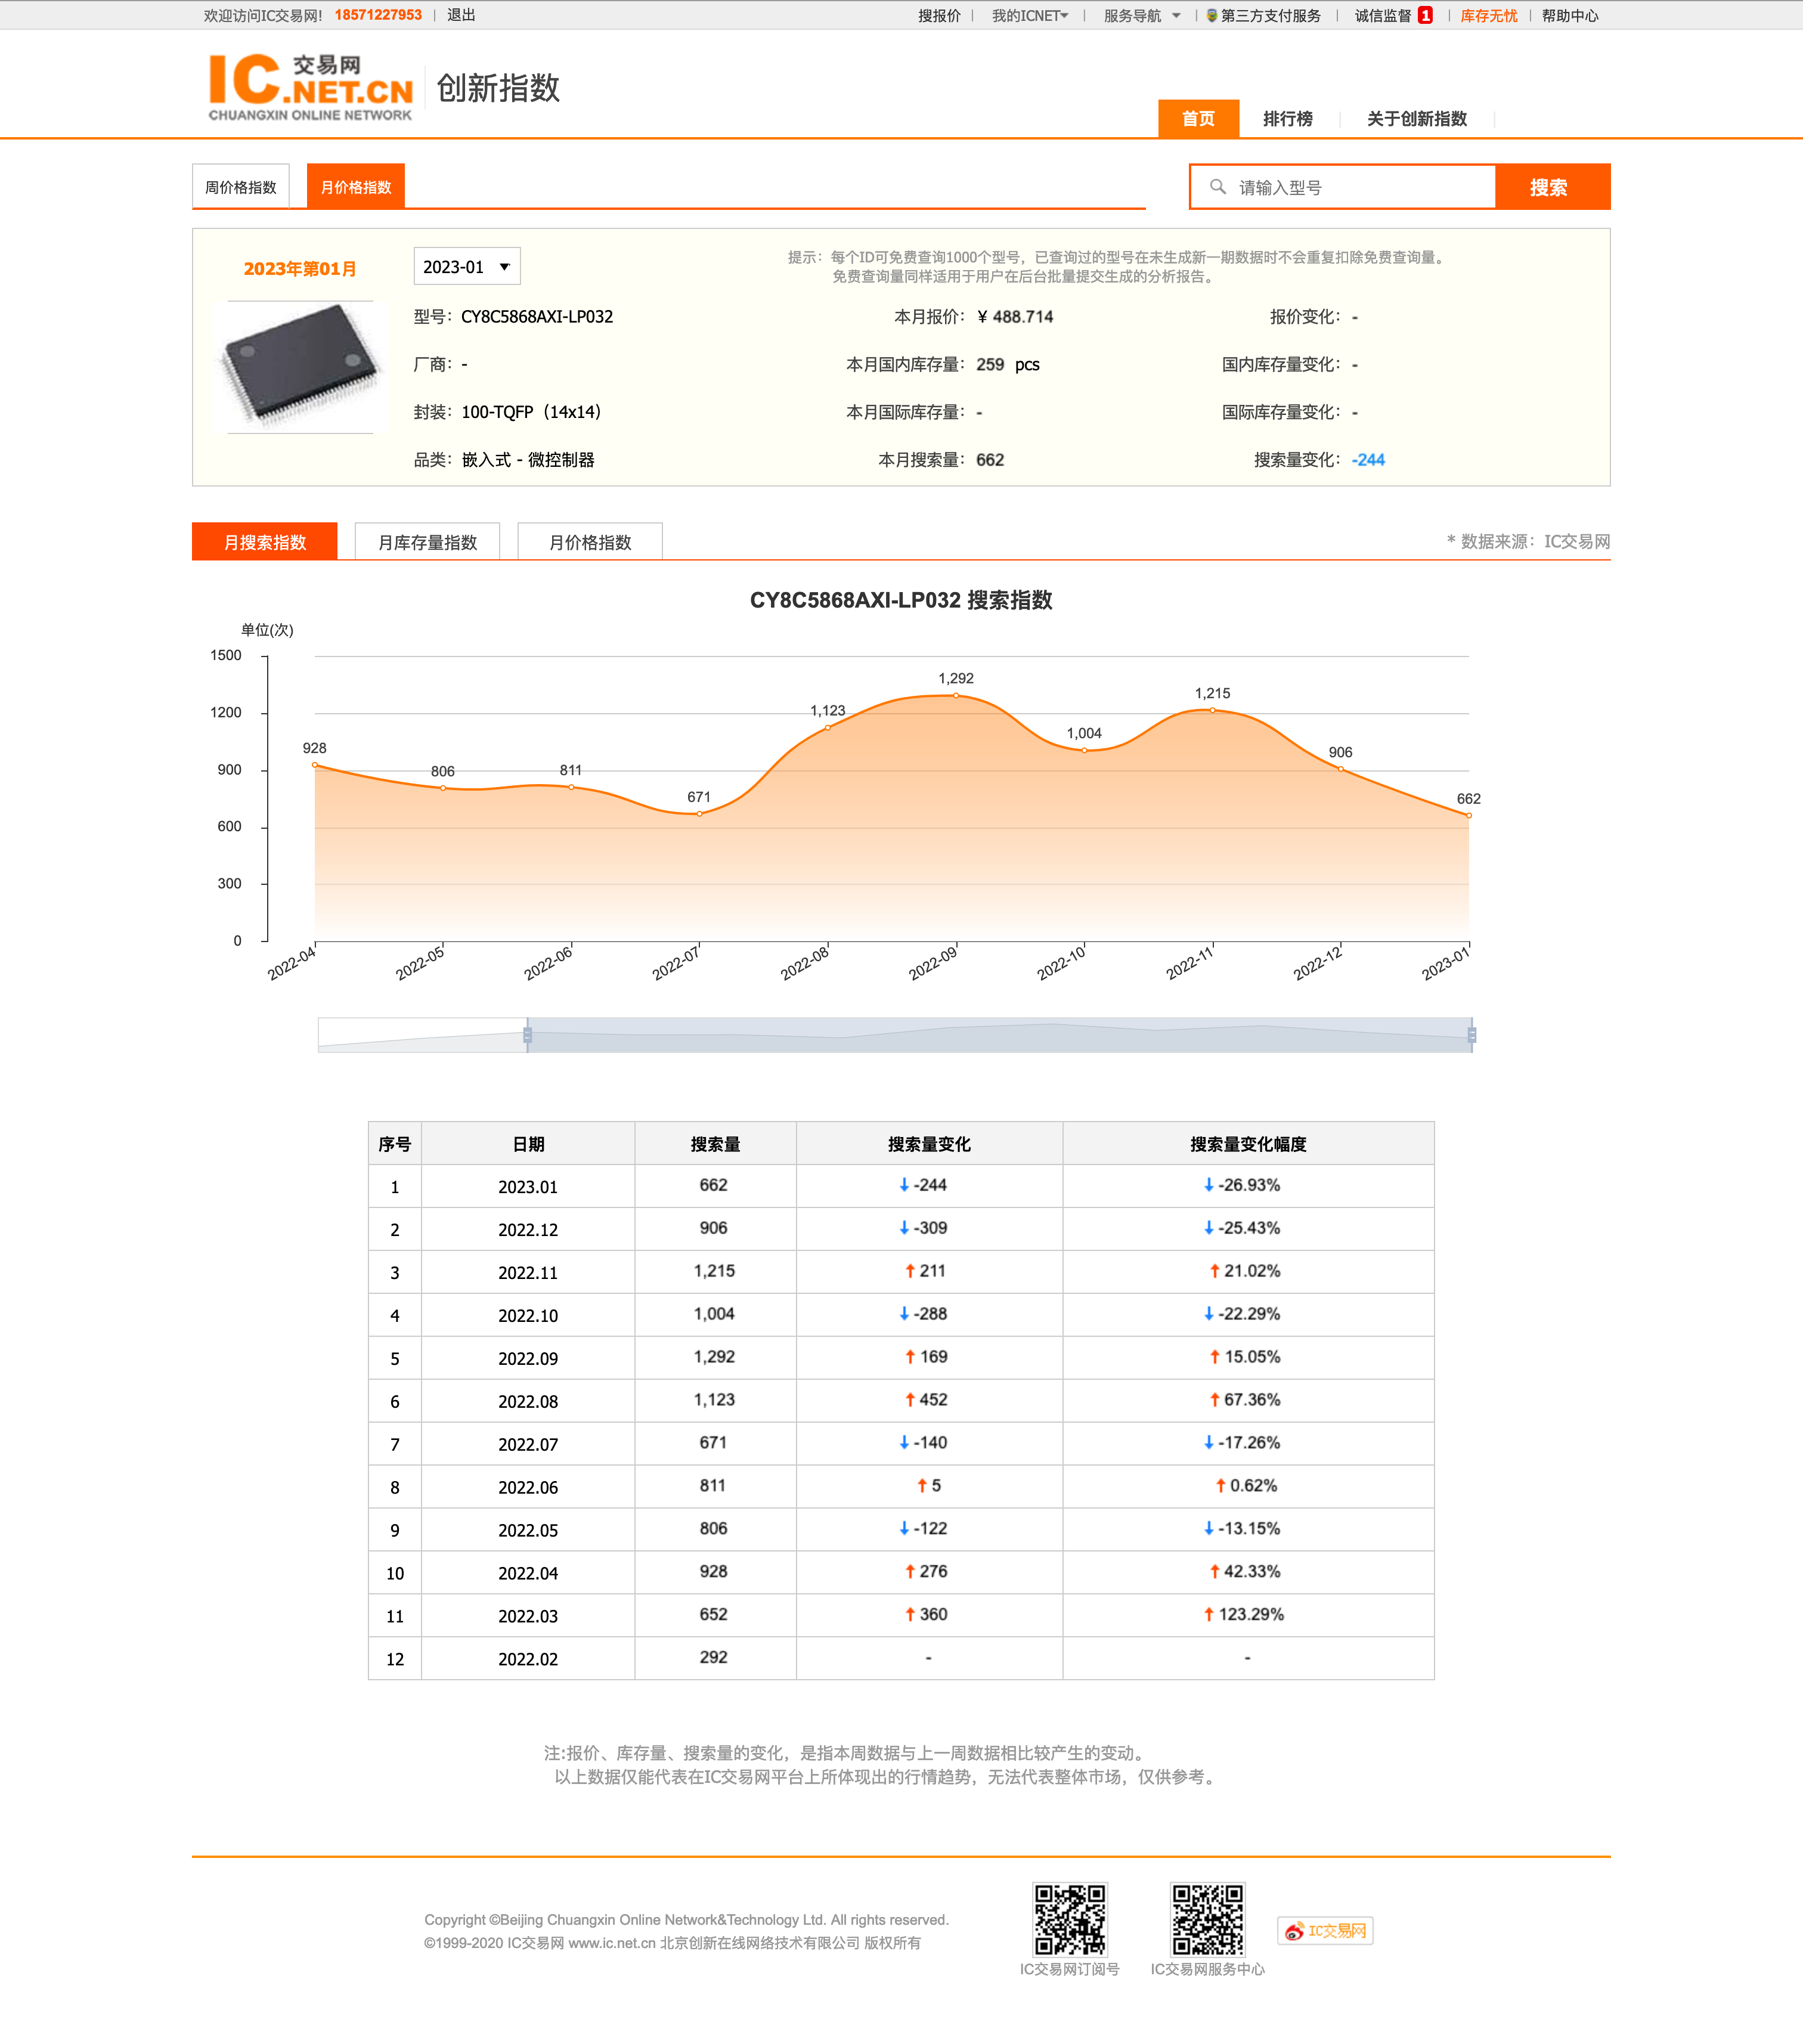 欢迎访问IC交易网! 18571227953 | 退出 搜报价 | 我的ICNET | 服务导航 | 第三方支付服务 | 诚信监督 1 | 库存无忧 | 帮助中心
IC.NET.CN 交易网
CHUANGXIN ONLINE NETWORK
创新指数
首页 排行榜 关于创新指数
周价格指数 月价格指数 请输入型号 搜索
2023年第01月 2023-01
提示：每个ID可免费查询1000个型号，已查询过的型号在未生成新一期数据时不会重复扣除免费查询量。
免费查询量同样适用于用户在后台批量提交生成的分析报告。
型号：CY8C5868AXI-LP032 本月报价：¥ 488.714 报价变化：-
厂商：- 本月国内库存量：259 pcs 国内库存量变化：-
封装：100-TQFP（14x14） 本月国际库存量：- 国际库存量变化：-
品类：嵌入式 - 微控制器 本月搜索量：662 搜索量变化：-244
月搜索指数 月库存量指数 月价格指数 * 数据来源：IC交易网
CY8C5868AXI-LP032 搜索指数
单位(次)
1500
1200
900
600
300
0
928 806 811 671 1,123 1,292 1,004 1,215 906 662
2022-04 2022-05 2022-06 2022-07 2022-08 2022-09 2022-10 2022-11 2022-12 2023-01
序号 日期 搜索量 搜索量变化 搜索量变化幅度
1 2023.01 662 ↓ -244 ↓ -26.93%
2 2022.12 906 ↓ -309 ↓ -25.43%
3 2022.11 1,215 ↑ 211 ↑ 21.02%
4 2022.10 1,004 ↓ -288 ↓ -22.29%
5 2022.09 1,292 ↑ 169 ↑ 15.05%
6 2022.08 1,123 ↑ 452 ↑ 67.36%
7 2022.07 671 ↓ -140 ↓ -17.26%
8 2022.06 811 ↑ 5 ↑ 0.62%
9 2022.05 806 ↓ -122 ↓ -13.15%
10 2022.04 928 ↑ 276 ↑ 42.33%
11 2022.03 652 ↑ 360 ↑ 123.29%
12 2022.02 292 - -
注:报价、库存量、搜索量的变化，是指本周数据与上一周数据相比较产生的变动。
以上数据仅能代表在IC交易网平台上所体现出的行情趋势，无法代表整体市场，仅供参考。
Copyright ©Beijing Chuangxin Online Network&Technology Ltd. All rights reserved.
©1999-2020 IC交易网 www.ic.net.cn 北京创新在线网络技术有限公司 版权所有
IC交易网订阅号 IC交易网服务中心 IC交易网